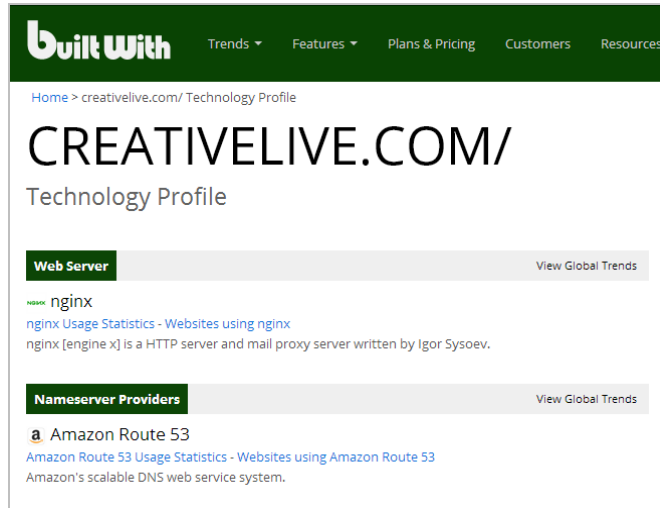 built With Trends Features Plans & Pricing Customers Resources
Home > creativelive.com/ Technology Profile
CREATIVELIVE.COM/
Technology Profile
Web Server View Global Trends
NGINX nginx
nginx Usage Statistics - Websites using nginx
nginx [engine x] is a HTTP server and mail proxy server written by Igor Sysoev.
Nameserver Providers View Global Trends
a Amazon Route 53
Amazon Route 53 Usage Statistics - Websites using Amazon Route 53
Amazon's scalable DNS web service system.